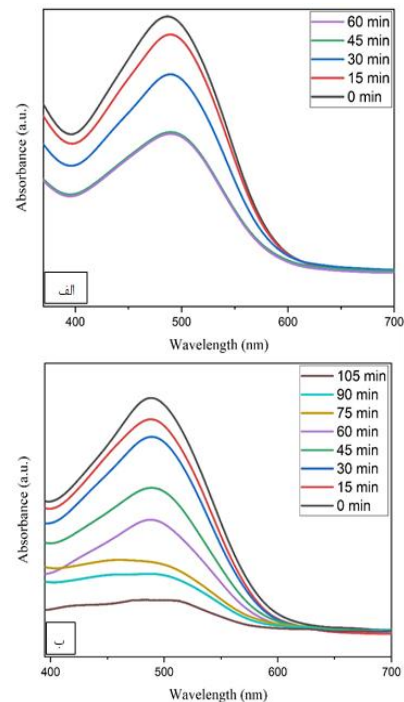 60 min
45 min
30 min
15 min
0 min
Absorbance (a.u.)
الف
400 500 600 700
Wavelength (nm)
105 min
90 min
75 min
60 min
45 min
30 min
15 min
0 min
Absorbance (a.u.)
ب
400 500 600 700
Wavelength (nm)